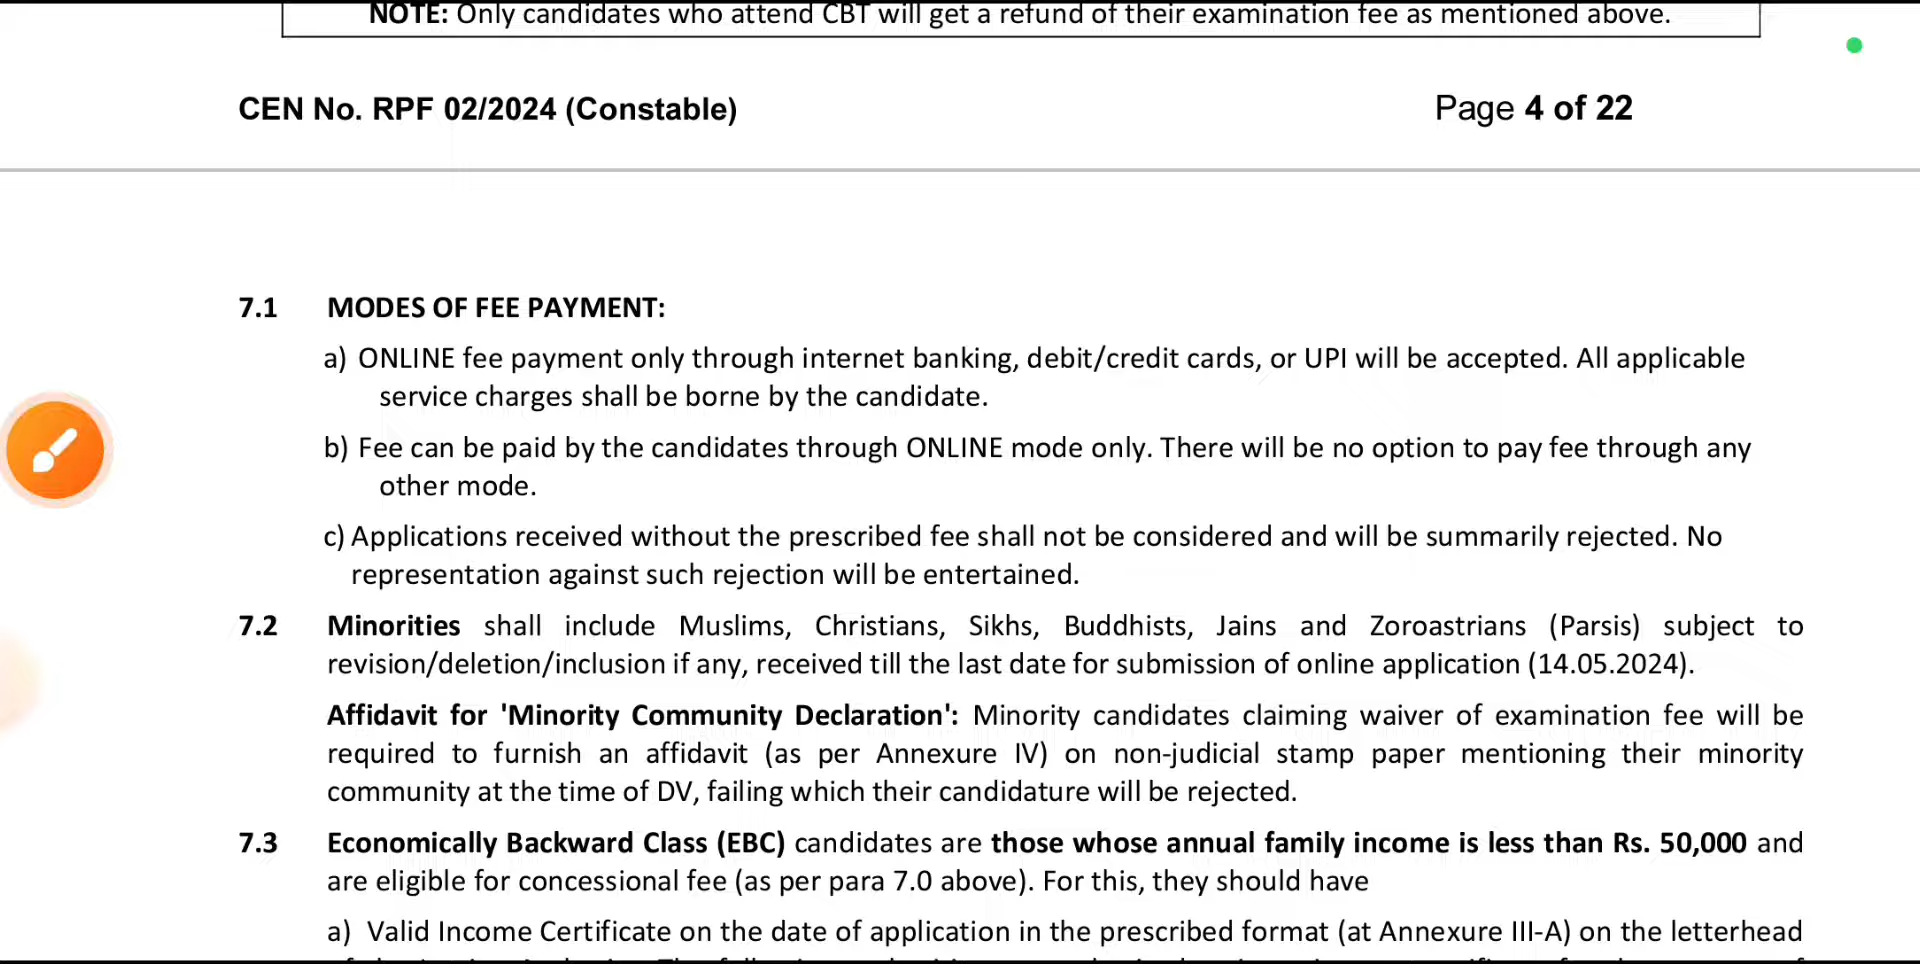 NOTE: Only candidates who attend CBT will get a refund of their examination fee as mentioned above.
CEN No. RPF 02/2024 (Constable)
Page 4 of 22
7.1 MODES OF FEE PAYMENT:
a) ONLINE fee payment only through internet banking, debit/credit cards, or UPI will be accepted. All applicable
service charges shall be borne by the candidate.
b) Fee can be paid by the candidates through ONLINE mode only. There will be no option to pay fee through any
other mode.
c) Applications received without the prescribed fee shall not be considered and will be summarily rejected. No
representation against such rejection will be entertained.
7.2 Minorities shall include Muslims, Christians, Sikhs, Buddhists, Jains and Zoroastrians (Parsis) subject to
revision/deletion/inclusion if any, received till the last date for submission of online application (14.05.2024).
Affidavit for 'Minority Community Declaration': Minority candidates claiming waiver of examination fee will be
required to furnish an affidavit (as per Annexure IV) on non-judicial stamp paper mentioning their minority
community at the time of DV, failing which their candidature will be rejected.
7.3 Economically Backward Class (EBC) candidates are those whose annual family income is less than Rs. 50,000 and
are eligible for concessional fee (as per para 7.0 above). For this, they should have
a) Valid Income Certificate on the date of application in the prescribed format (at Annexure III-A) on the letterhead